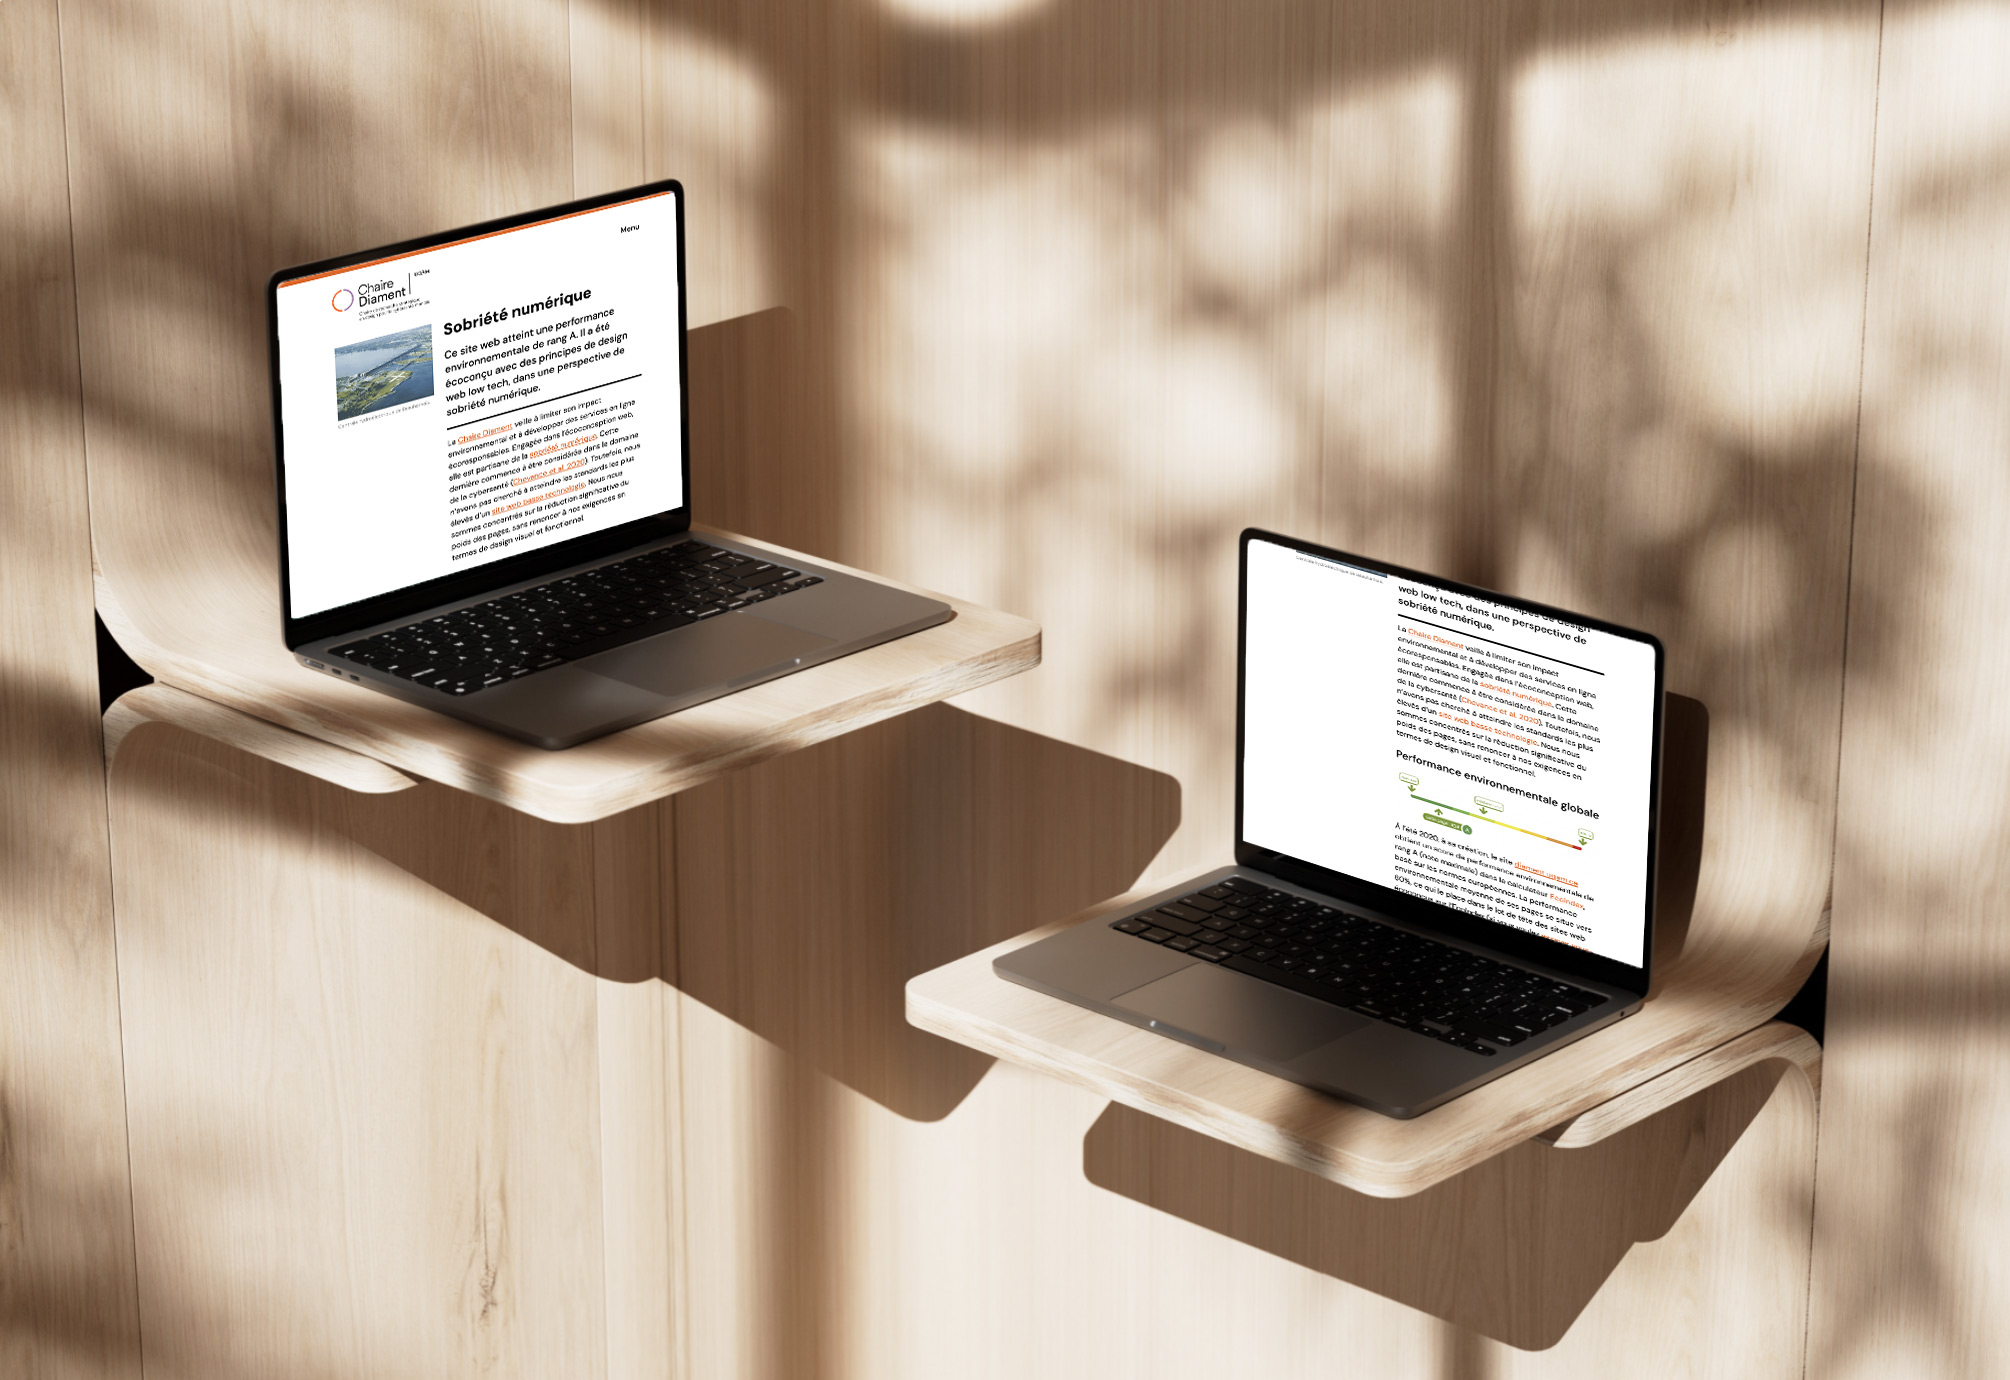 Menu
Chaire
Diament
Sobriété numérique
Ce site web atteint une performance
environnementale de rang A. Il a été
écoconçu avec des principes de design
web low tech, dans une perspective de
sobriété numérique.
La Chaire Diament veille à limiter son impact
environnemental et à développer des services en ligne
écoresponsables. Engagée dans l'écoconception web,
elle est partisane de la sobriété numérique. Cette
dernière commence à être considérée dans le domaine
de la cybersanté (Chevance et al. 2020). Toutefois, nous
n'avons pas cherché à atteindre les standards les plus
élevés d'un site web basse technologie. Nous nous
sommes concentrés sur la réduction significative du
poids des pages, sans renoncer à nos exigences en
termes de design visuel et fonctionnel.
des principes de design
web low tech, dans une perspective de
sobriété numérique.
La Chaire Diament veille à limiter son impact
environnemental et à développer des services en ligne
écoresponsables. Engagée dans l'écoconception web,
elle est partisane de la sobriété numérique. Cette
dernière commence à être considérée dans le domaine
de la cybersanté (Chevance et al. 2020). Toutefois, nous
n'avons pas cherché à atteindre les standards les plus
élevés d'un site web basse technologie. Nous nous
sommes concentrés sur la réduction significative du
poids des pages, sans renoncer à nos exigences en
termes de design visuel et fonctionnel.
Performance environnementale globale
A
À l'été 2020, à sa création, le site diament.uqam.ca
obtient un score de performance environnementale de
rang A (note maximale) dans le calculateur EcoIndex,
basé sur les normes européennes. La performance
environnementale moyenne de ses pages se situe vers
80%, ce qui le place dans le lot de tête des sites web